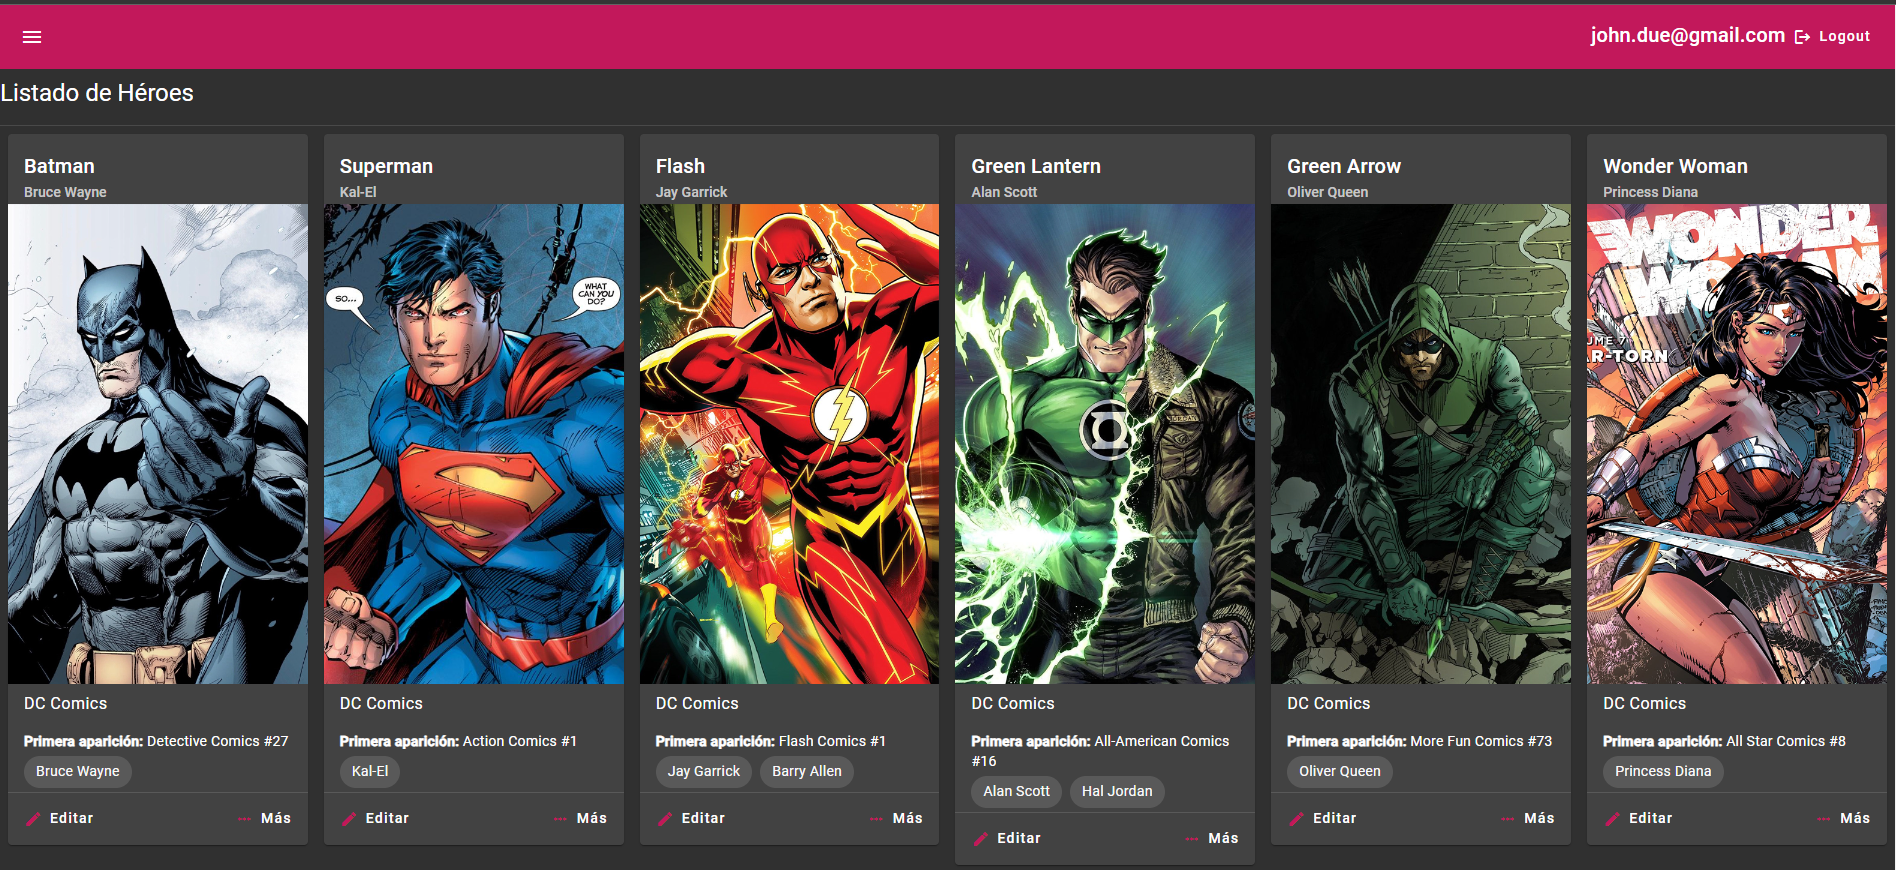 john.due@gmail.com Logout
Listado de Héroes
Batman
Bruce Wayne
SO...
WHAT
CAN YOU
DO?
DC Comics
Primera aparición: Detective Comics #27
Bruce Wayne
Editar Más
Superman
Kal-El
DC Comics
Primera aparición: Action Comics #1
Kal-El
Editar Más
Flash
Jay Garrick
DC Comics
Primera aparición: Flash Comics #1
Jay Garrick Barry Allen
Editar Más
Green Lantern
Alan Scott
JORDAN
DC Comics
Primera aparición: All-American Comics
#16
Alan Scott Hal Jordan
Editar Más
Green Arrow
Oliver Queen
DC Comics
Primera aparición: More Fun Comics #73
Oliver Queen
Editar Más
Wonder Woman
Princess Diana
WONDER
WOMAN
UME 7
R-TORN
DC Comics
Primera aparición: All Star Comics #8
Princess Diana
Editar Más